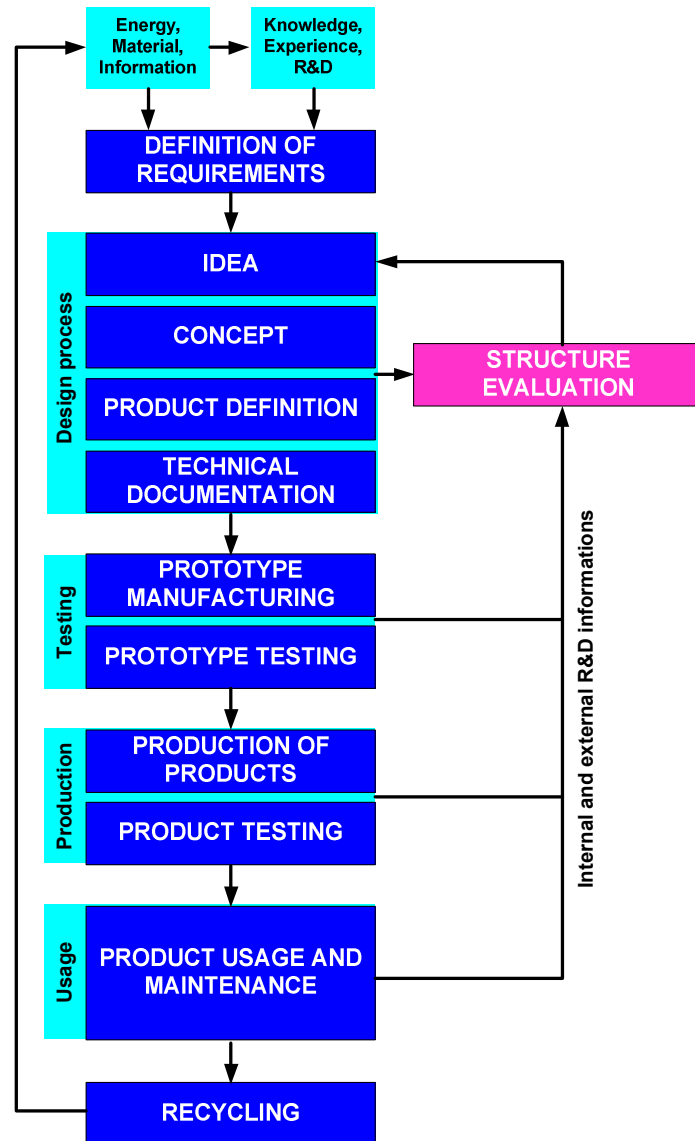 Energy,
Material,
Information
Knowledge,
Experience,
R&D
DEFINITION OF
REQUIREMENTS
Design process
IDEA
CONCEPT
PRODUCT DEFINITION
TECHNICAL
DOCUMENTATION
STRUCTURE
EVALUATION
Testing
PROTOTYPE
MANUFACTURING
PROTOTYPE TESTING
Internal and external R&D informations
Production
PRODUCTION OF
PRODUCTS
PRODUCT TESTING
Usage
PRODUCT USAGE AND
MAINTENANCE
RECYCLING